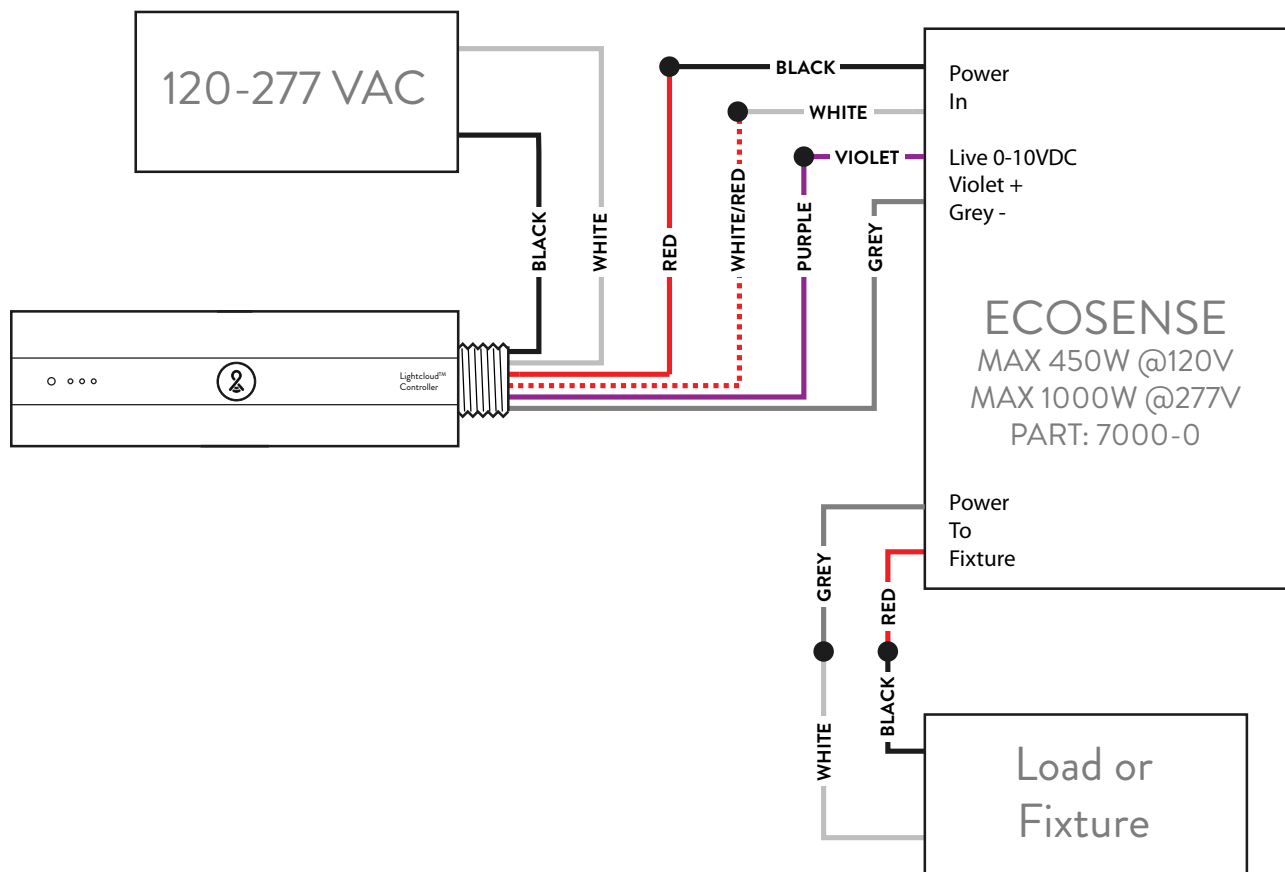 120-277 VAC
BLACK
WHITE
RED
WHITE/RED
PURPLE
GREY
BLACK
WHITE
VIOLET
Power
In
Live 0-10VDC
Violet +
Grey -
Lightcloud™
Controller
ECOSENSE
MAX 450W @120V
MAX 1000W @277V
PART: 7000-0
Power
To
Fixture
GREY
RED
WHITE
BLACK
Load or
Fixture